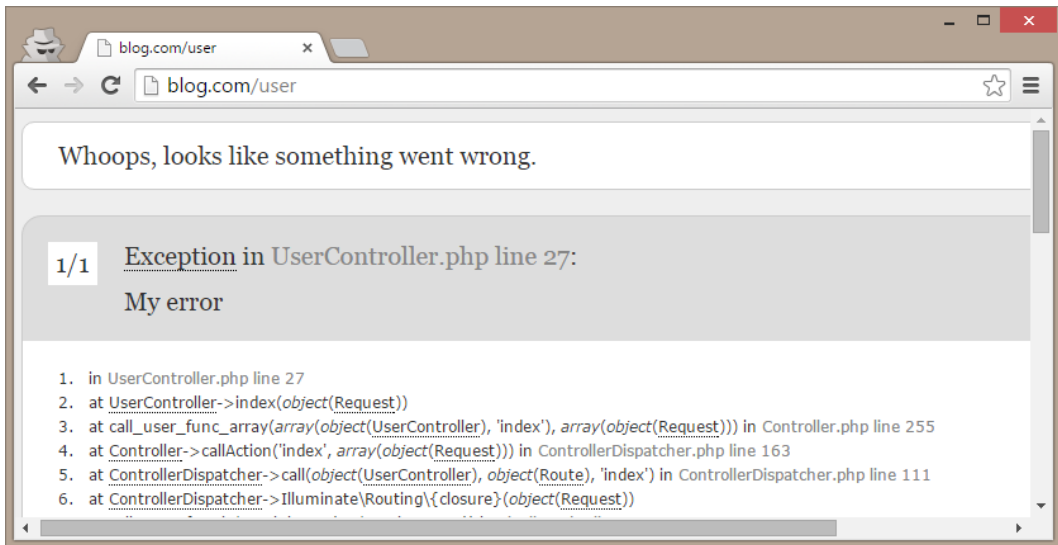 blog.com/user
blog.com/user
Whoops, looks like something went wrong.
1/1
Exception in UserController.php line 27:
My error
1. in UserController.php line 27
2. at UserController->index(object(Request))
3. at call_user_func_array(array(object(UserController), 'index'), array(object(Request))) in Controller.php line 255
4. at Controller->callAction('index', array(object(Request))) in ControllerDispatcher.php line 163
5. at ControllerDispatcher->call(object(UserController), object(Route), 'index') in ControllerDispatcher.php line 111
6. at ControllerDispatcher->Illuminate\Routing\{closure}(object(Request))